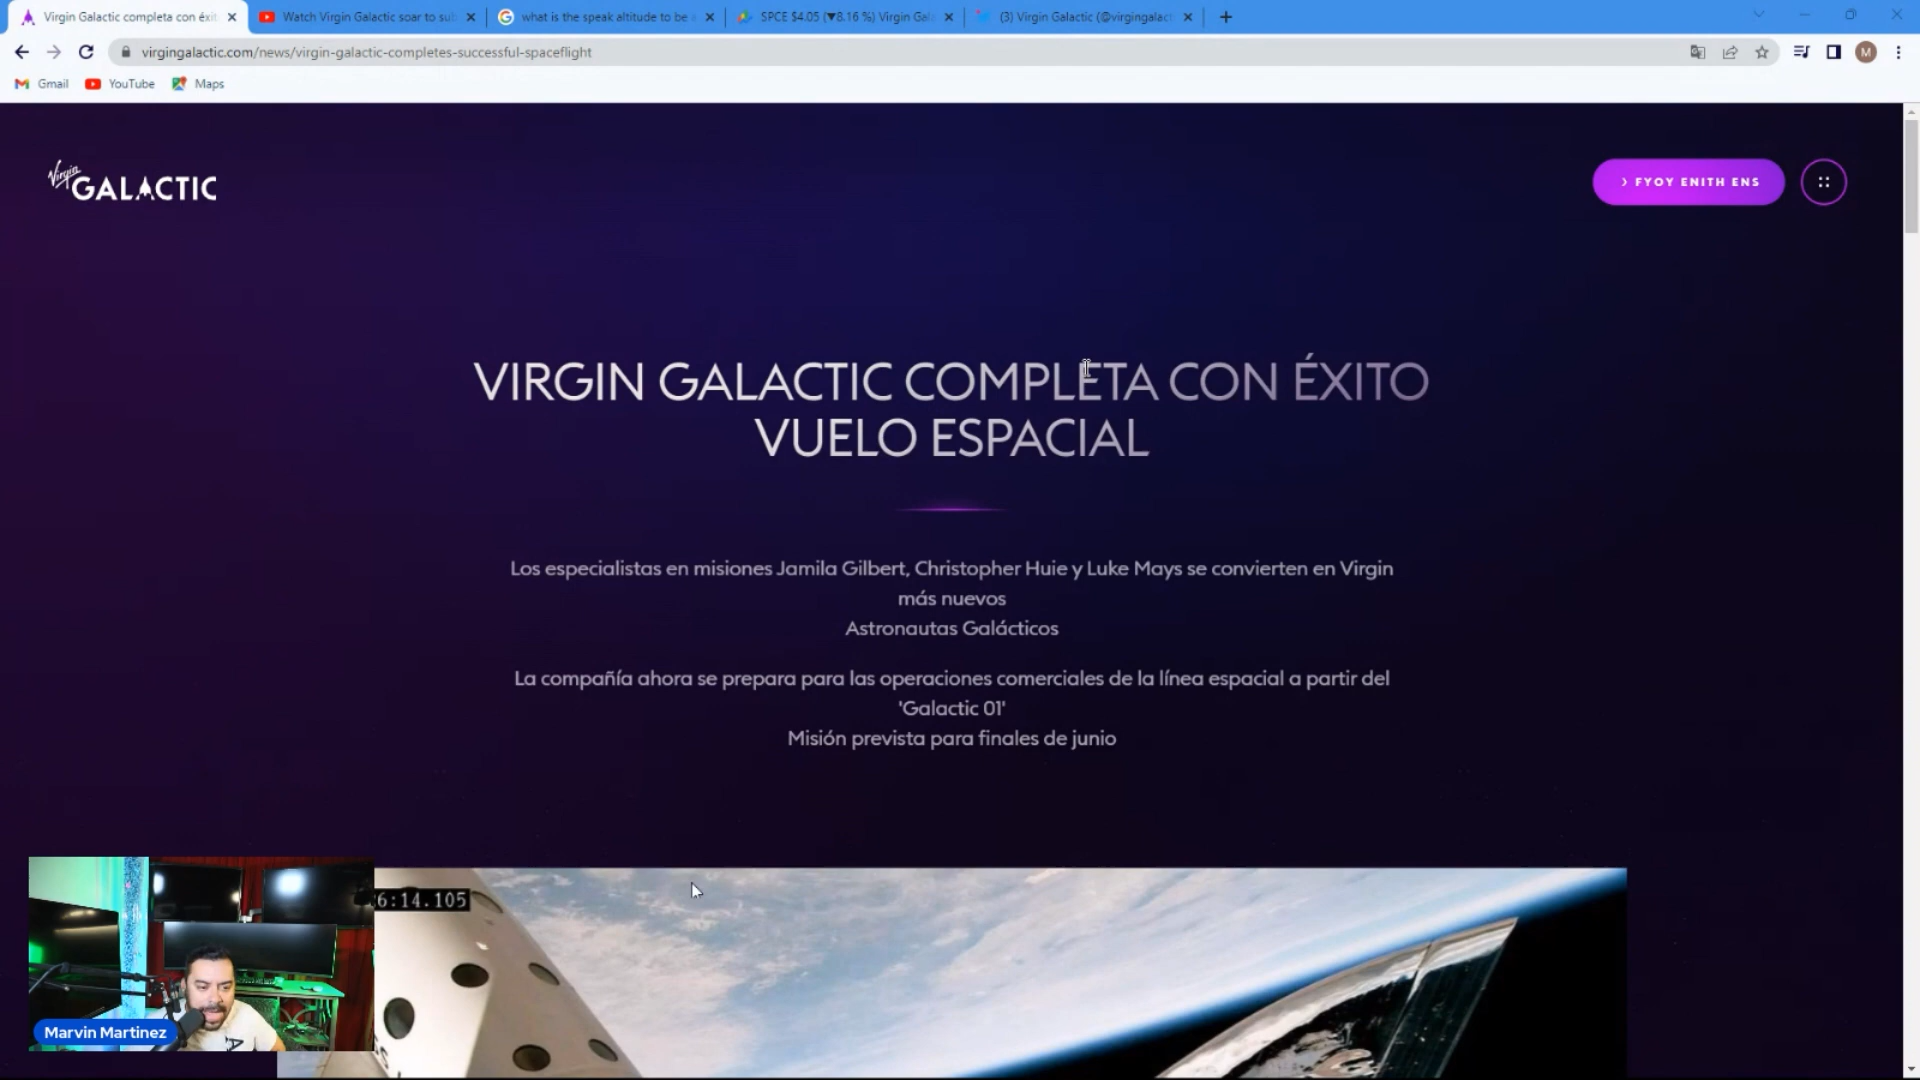 Virgin Galactic completa con éxit
Watch Virgin Galactic soar to sub
what is the speak altitude to be
SPCE $4.05 (▼8.16 %) Virgin Gal
(3) Virgin Galactic (@virgingalact
virgingalactic.com/news/virgin-galactic-completes-successful-spaceflight
M
Gmail
YouTube
Maps
Virgin GALACTIC
› FYOY ENITH ENS
VIRGIN GALACTIC COMPLETA CON ÉXITO
VUELO ESPACIAL
Los especialistas en misiones Jamila Gilbert, Christopher Huie y Luke Mays se convierten en Virgin
más nuevos
Astronautas Galácticos
La compañía ahora se prepara para las operaciones comerciales de la línea espacial a partir del
'Galactic 01'
Misión prevista para finales de junio
6:14.105
Marvin Martinez